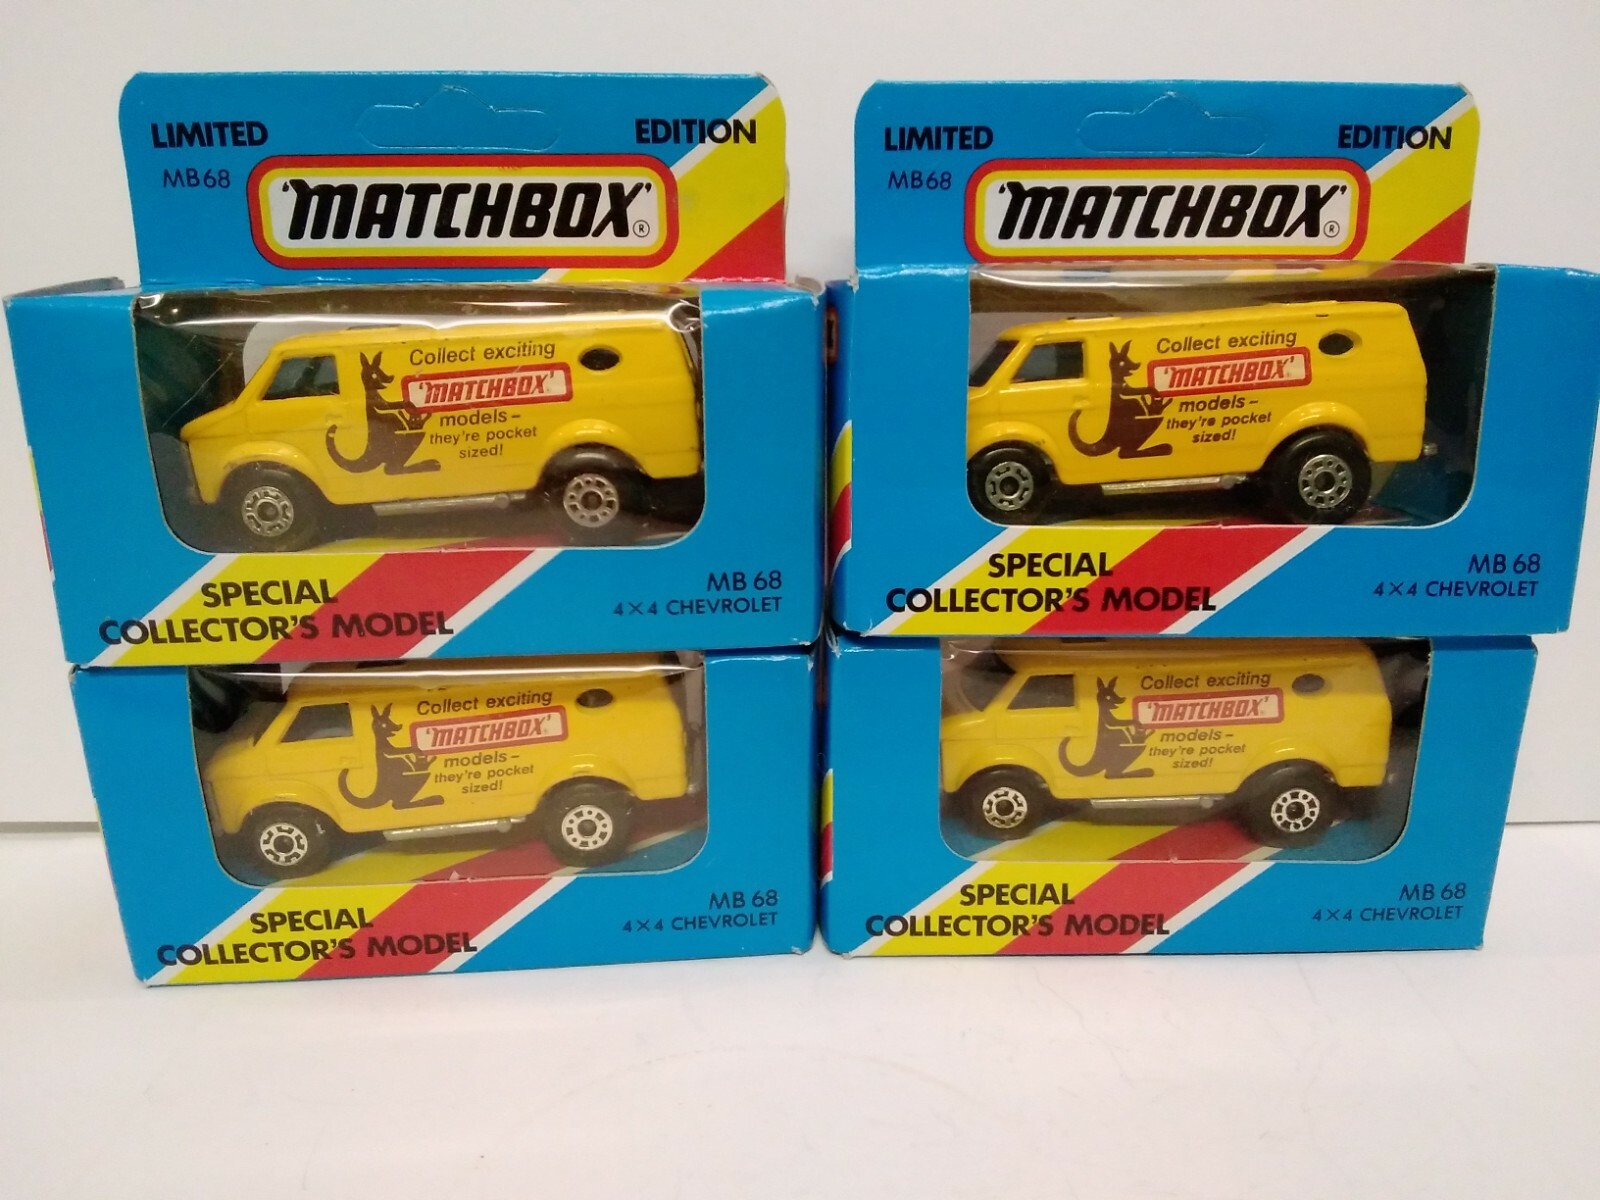 LIMITED EDITION
MB68
'MATCHBOX'®
Collect exciting
'MATCHBOX'
models –
they're pocket
sized!
SPECIAL
COLLECTOR'S MODEL
MB 68
4×4 CHEVROLET
LIMITED EDITION
MB68
'MATCHBOX'®
Collect exciting
'MATCHBOX'
models –
they're pocket
sized!
SPECIAL
COLLECTOR'S MODEL
MB 68
4×4 CHEVROLET
Collect exciting
'MATCHBOX'
models –
they're pocket
sized!
SPECIAL
COLLECTOR'S MODEL
MB 68
4×4 CHEVROLET
Collect exciting
'MATCHBOX'
models –
they're pocket
sized!
SPECIAL
COLLECTOR'S MODEL
MB 68
4×4 CHEVROLET